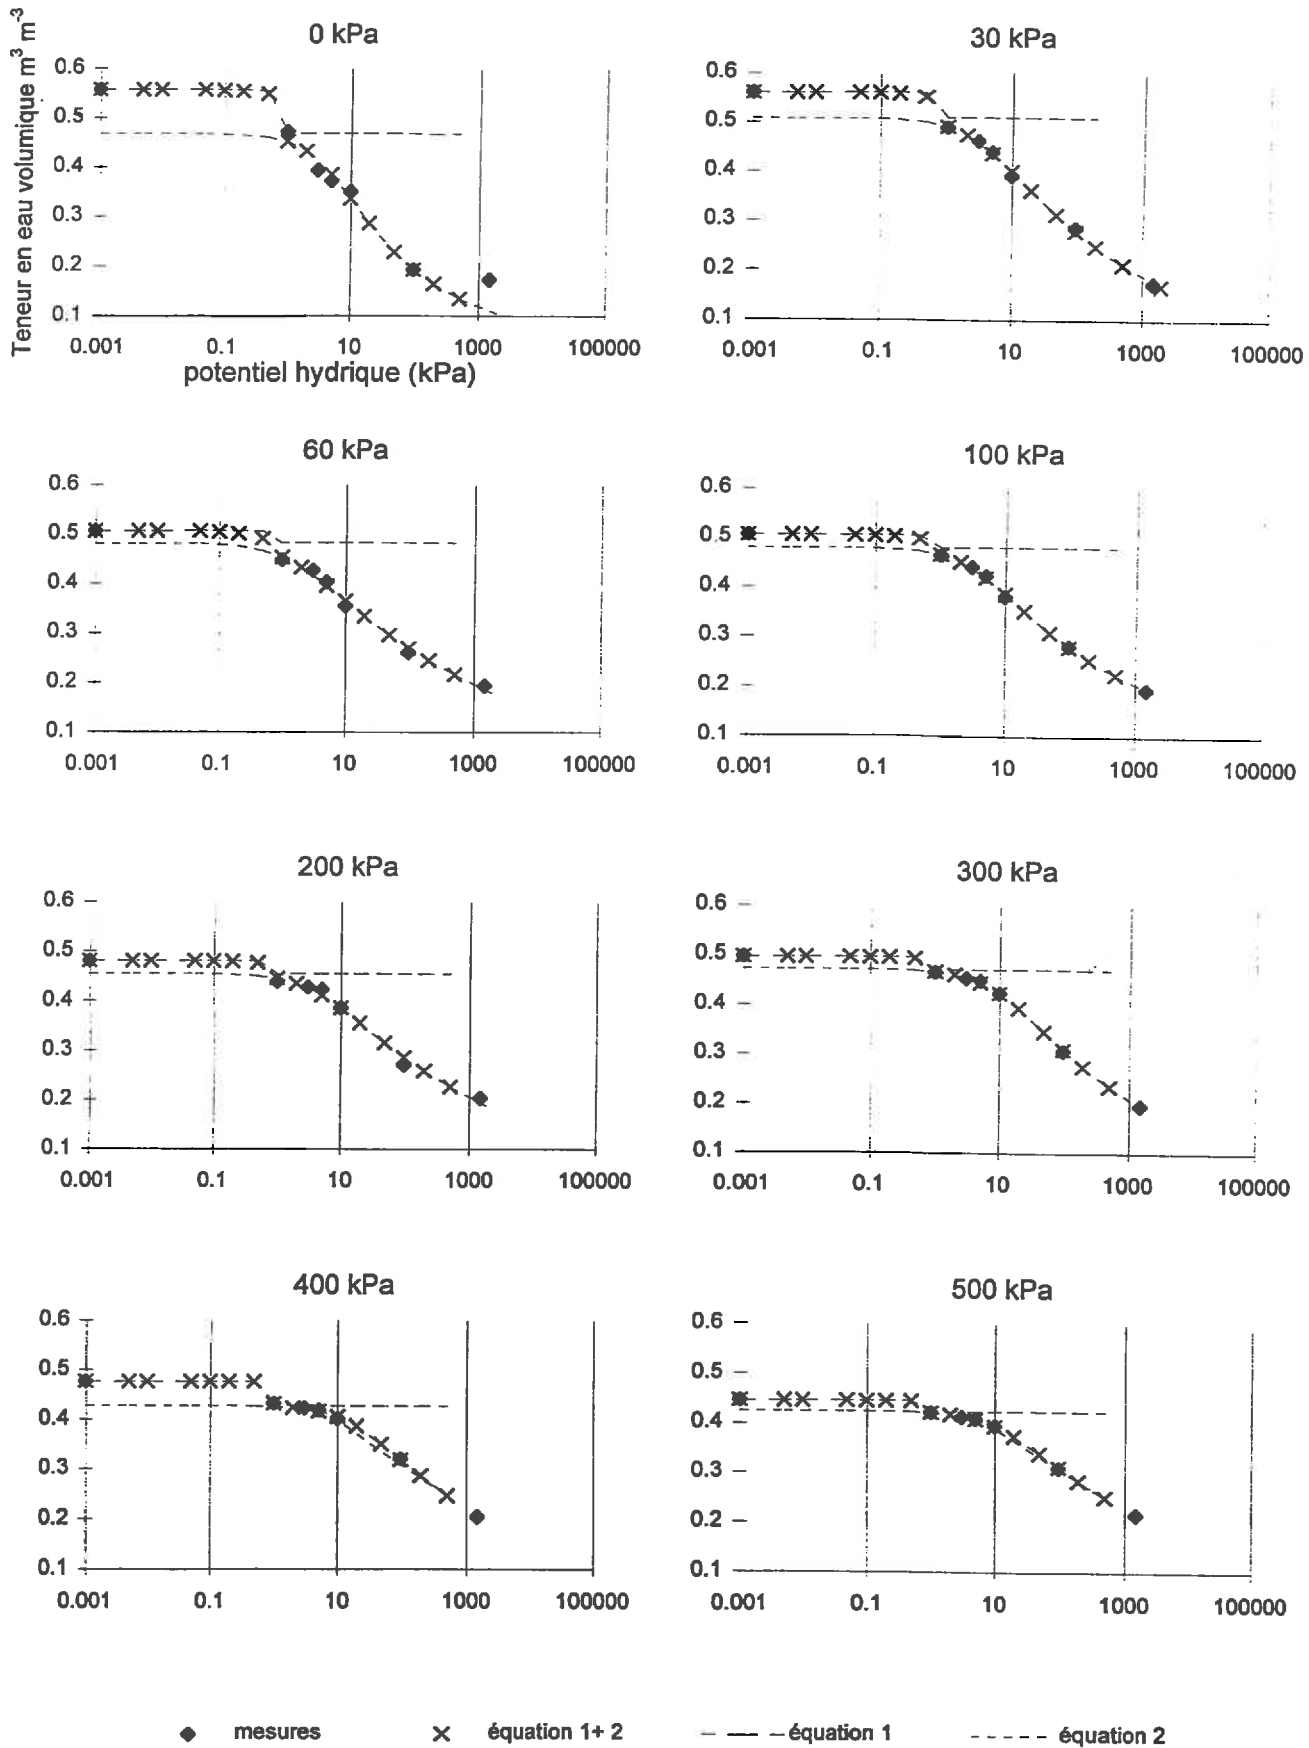 Teneur en eau volumique m³ m⁻³
0 kPa
0.6
0.5
0.4
0.3
0.2
0.1
0.001 0.1 10 1000 100000
potentiel hydrique (kPa)
30 kPa
0.6
0.5
0.4
0.3
0.2
0.1
0.001 0.1 10 1000 100000
60 kPa
0.6
0.5
0.4
0.3
0.2
0.1
0.001 0.1 10 1000 100000
100 kPa
0.6
0.5
0.4
0.3
0.2
0.1
0.001 0.1 10 1000 100000
200 kPa
0.6
0.5
0.4
0.3
0.2
0.1
0.001 0.1 10 1000 100000
300 kPa
0.6
0.5
0.4
0.3
0.2
0.1
0.001 0.1 10 1000 100000
400 kPa
0.6
0.5
0.4
0.3
0.2
0.1
0.001 0.1 10 1000 100000
500 kPa
0.6
0.5
0.4
0.3
0.2
0.1
0.001 0.1 10 1000 100000
mesures équation 1+ 2 équation 1 équation 2